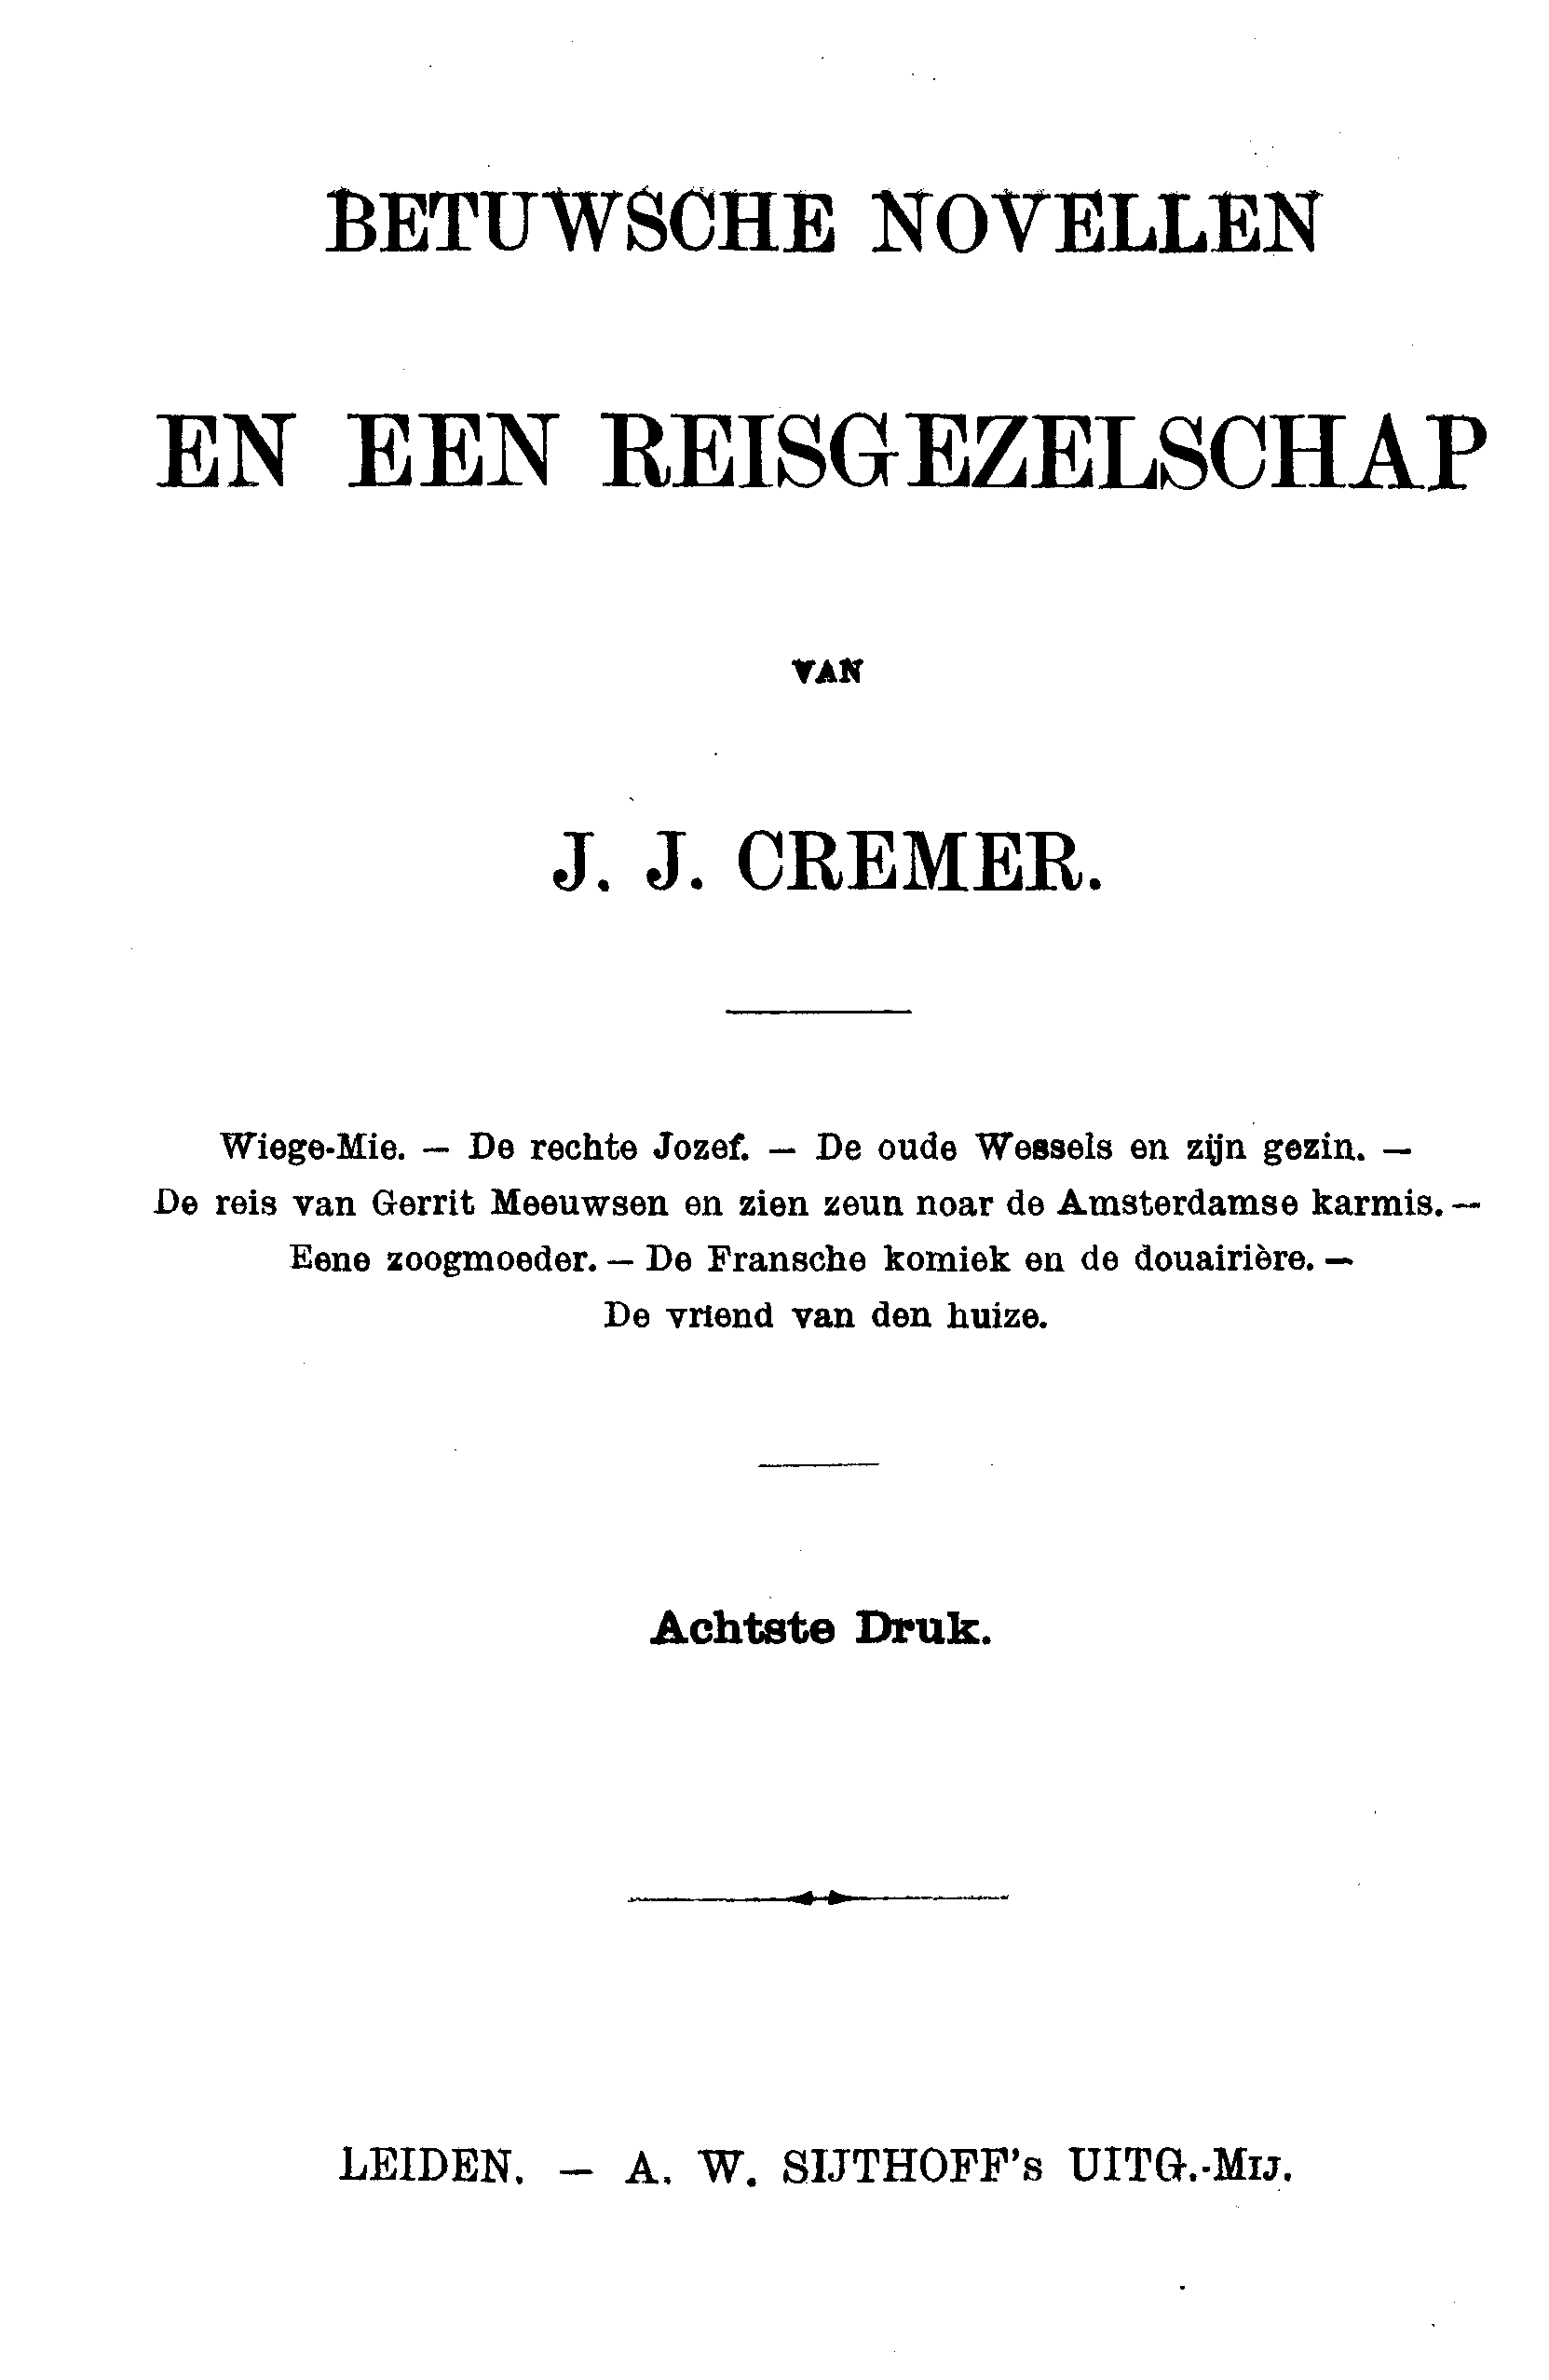 BETUWSCHE NOVELLEN
EN EEN REISGEZELSCHAP
VAN
J. J. CREMER.
Wiege-Mie. — De rechte Jozef. — De oude Wessels en zijn gezin. —
De reis van Gerrit Meeuwsen en zien zeun noar de Amsterdamse karmis. —
Eene zoogmoeder. — De Fransche komiek en de douairière. —
De vriend van den huize.
Achtste Druk.
LEIDEN. — A. W. SIJTHOFF's UITG.-MIJ.